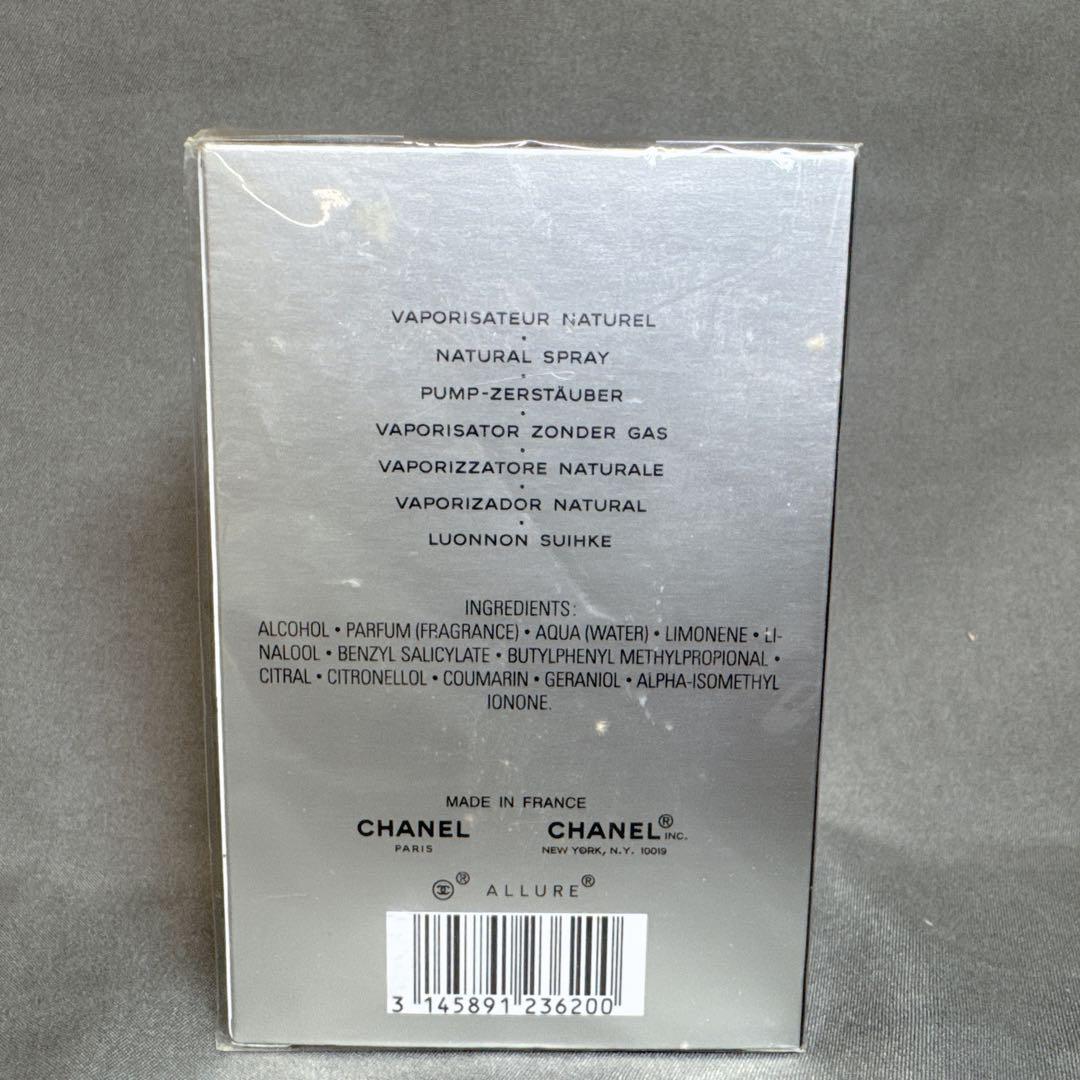 VAPORISATEUR NATUREL
•
NATURAL SPRAY
•
PUMP-ZERSTÄUBER
•
VAPORISATOR ZONDER GAS
•
VAPORIZZATORE NATURALE
•
VAPORIZADOR NATURAL
•
LUONNON SUIHKE
INGREDIENTS:
ALCOHOL • PARFUM (FRAGRANCE) • AQUA (WATER) • LIMONENE • LI-
NALOOL • BENZYL SALICYLATE • BUTYLPHENYL METHYLPROPIONAL •
CITRAL • CITRONELLOL • COUMARIN • GERANIOL • ALPHA-ISOMETHYL
IONONE.
MADE IN FRANCE
CHANEL CHANEL® INC.
PARIS NEW YORK, N.Y. 10019
® ALLURE®
3 145891 236200